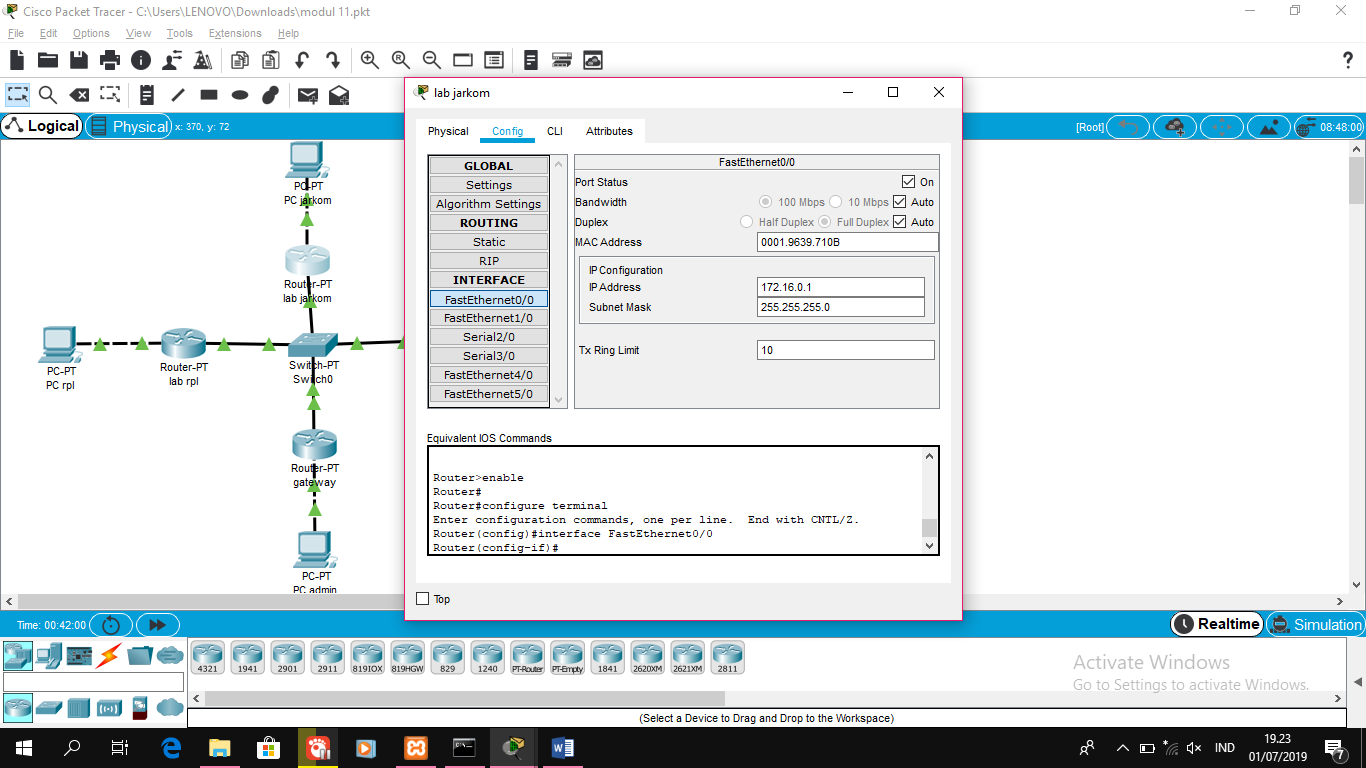 Cisco Packet Tracer - C:\Users\LENOVO\Downloads\modul 11.pkt
File Edit Options View Tools Extensions Help
Logical Physical x: 370, y: 72 [Root] 08:48:00
lab jarkom
Physical Config CLI Attributes
GLOBAL
Settings
Algorithm Settings
ROUTING
Static
RIP
INTERFACE
FastEthernet0/0
FastEthernet1/0
Serial2/0
Serial3/0
FastEthernet4/0
FastEthernet5/0
FastEthernet0/0
Port Status On
Bandwidth 100 Mbps 10 Mbps Auto
Duplex Half Duplex Full Duplex Auto
MAC Address 0001.9639.710B
IP Configuration
IP Address 172.16.0.1
Subnet Mask 255.255.255.0
Tx Ring Limit 10
Equivalent IOS Commands
Router>enable
Router#
Router#configure terminal
Enter configuration commands, one per line. End with CNTL/Z.
Router(config)#interface FastEthernet0/0
Router(config-if)#
Top
PC-PT
PC jarkom
Router-PT
lab jarkom
PC-PT
PC rpl
Router-PT
lab rpl
Switch-PT
Switch0
Router-PT
gateway
PC-PT
PC admin
Time: 00:42:00 Realtime Simulation
4321 1941 2901 2911 819IOX 819HGW 829 1240 PT-Router PT-Empty 1841 2620XM 2621XM 2811
Activate Windows
Go to Settings to activate Windows.
(Select a Device to Drag and Drop to the Workspace)
IND
19.23
01/07/2019
7